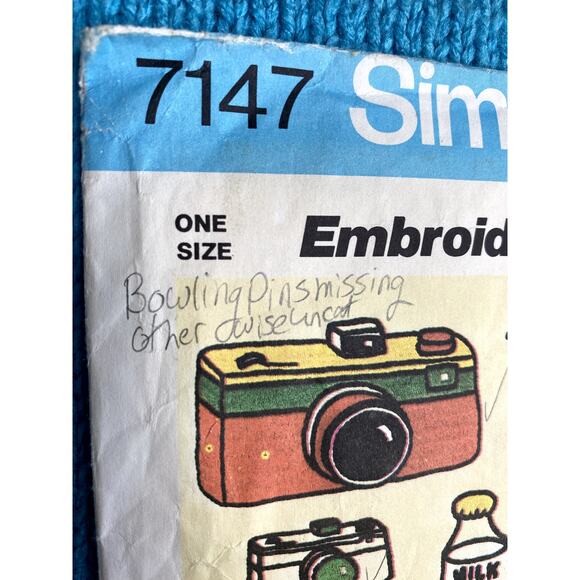 7147 Sim
ONE
SIZE
Embroid
Bowling Pins missing
other wise uncut
MILK